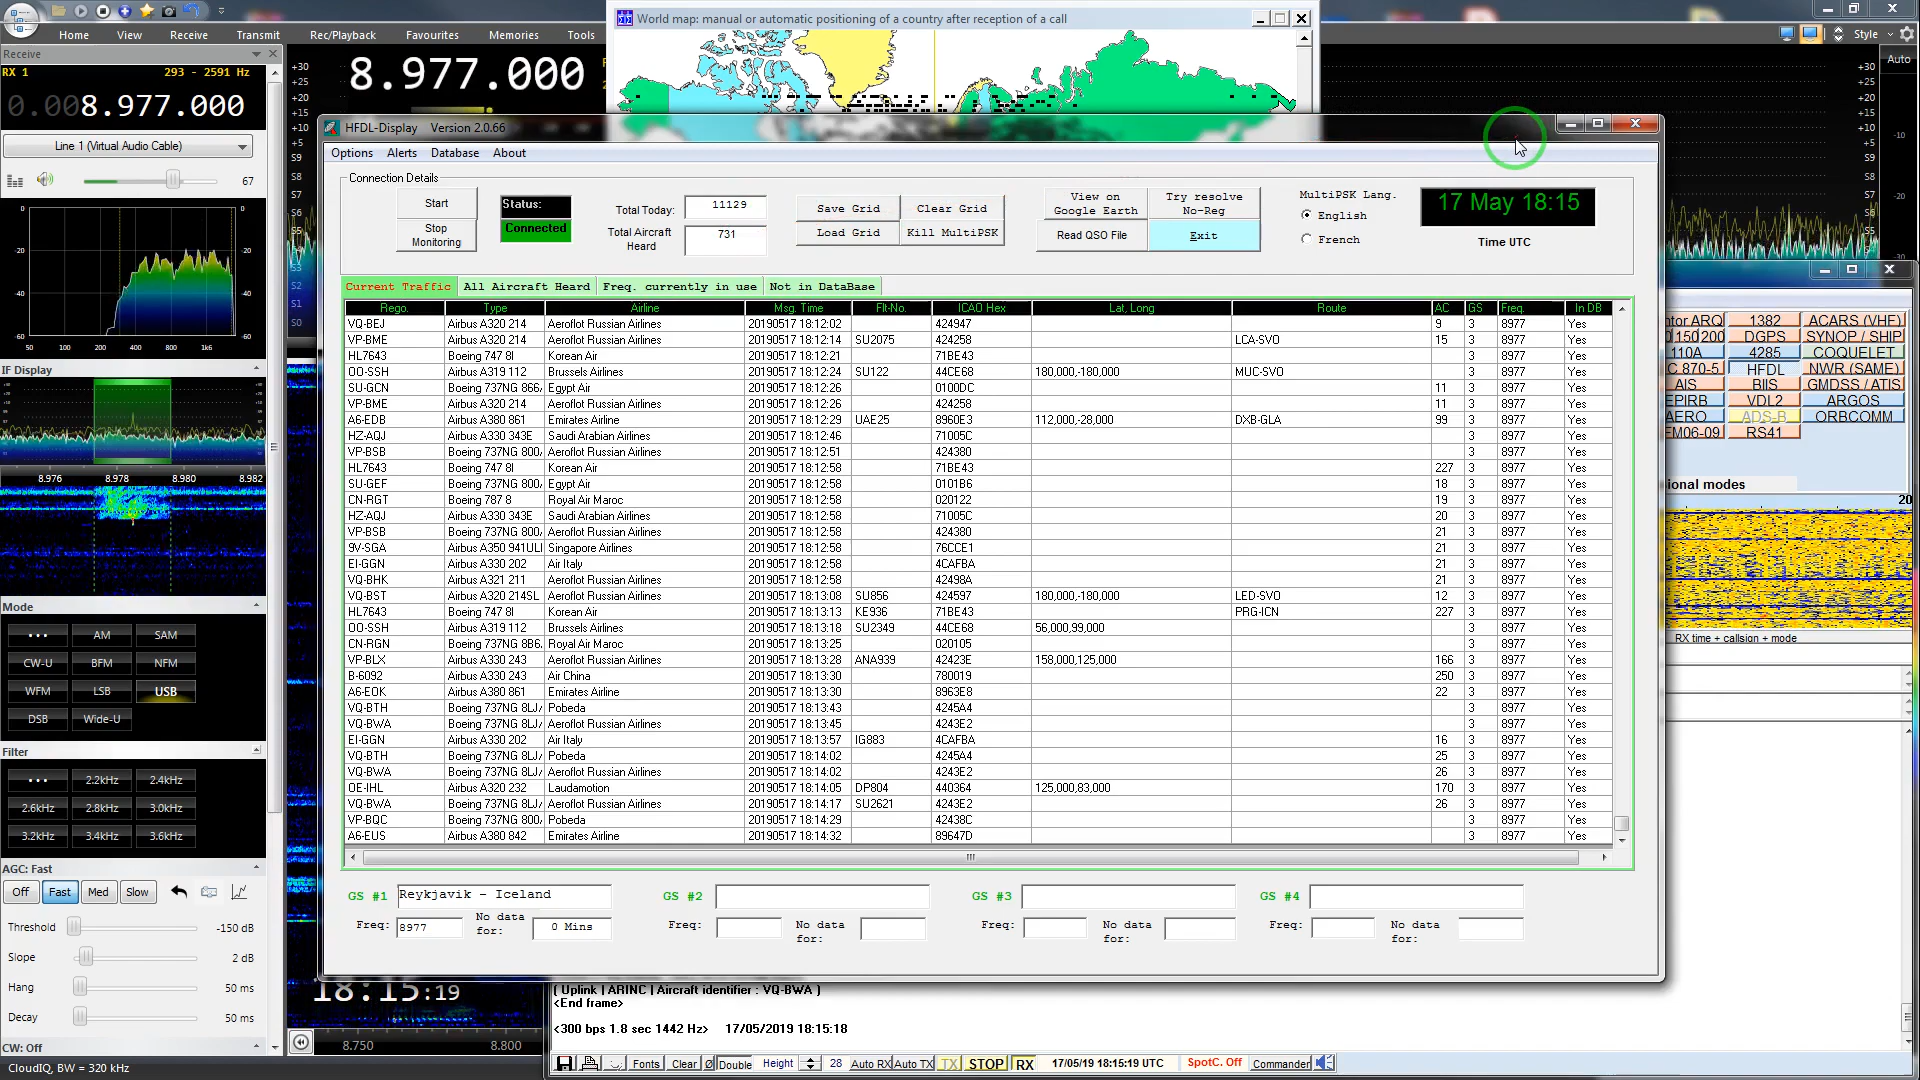 Home View Receive Transmit Rec/Playback Favourites Memories Tools
Style
Receive
RX 1 293 - 2591 Hz
0.008.977.000
8.977.000
World map: manual or automatic positioning of a country after reception of a call
Auto
Line 1 (Virtual Audio Cable)
67
IF Display
8.976 8.978 8.980 8.982
Mode
AM SAM
CW-U BFM NFM
WFM LSB USB
DSB Wide-U
Filter
2.2kHz 2.4kHz
2.6kHz 2.8kHz 3.0kHz
3.2kHz 3.4kHz 3.6kHz
AGC: Fast
Off Fast Med Slow
Threshold -150 dB
Slope 2 dB
Hang 50 ms
Decay 50 ms
CW: Off
CloudIQ, BW = 320 kHz
HFDL-Display Version 2.0.66
Options Alerts Database About
Connection Details
Start
Stop Monitoring
Status:
Connected
Total Today: 11129
Total Aircraft Heard 731
Save Grid Clear Grid
Load Grid Kill MultiPSK
View on Google Earth
Try resolve No-Reg
Read QSO File
Exit
MultiPSK Lang.
English
French
17 May 18:15
Time UTC
Current Traffic All Aircraft Heard Freq. currently in use Not in DataBase
Rego. Type Airline Msg. Time Flt-No. ICAO Hex Lat, Long Route AC GS Freq. In DB
VQ-BEJ Airbus A320 214 Aeroflot Russian Airlines 20190517 18:12:02 424947 9 3 8977 Yes
VP-BME Airbus A320 214 Aeroflot Russian Airlines 20190517 18:12:14 SU2075 424258 LCA-SVO 15 3 8977 Yes
HL7643 Boeing 747 8I Korean Air 20190517 18:12:21 71BE43 3 8977 Yes
OO-SSH Airbus A319 112 Brussels Airlines 20190517 18:12:24 SU122 44CE68 180,000,-180,000 MUC-SVO 3 8977 Yes
SU-GCN Boeing 737NG 866/ Egypt Air 20190517 18:12:26 0100DC 11 3 8977 Yes
VP-BME Airbus A320 214 Aeroflot Russian Airlines 20190517 18:12:26 424258 11 3 8977 Yes
A6-EDB Airbus A380 861 Emirates Airline 20190517 18:12:29 UAE25 8960E3 112,000,-28,000 DXB-GLA 99 3 8977 Yes
HZ-AQJ Airbus A330 343E Saudi Arabian Airlines 20190517 18:12:46 71005C 3 8977 Yes
VP-BSB Boeing 737NG 800/ Aeroflot Russian Airlines 20190517 18:12:51 424380 3 8977 Yes
HL7643 Boeing 747 8I Korean Air 20190517 18:12:58 71BE43 227 3 8977 Yes
SU-GEF Boeing 737NG 800/ Egypt Air 20190517 18:12:58 0101B6 18 3 8977 Yes
CN-RGT Boeing 787 8 Royal Air Maroc 20190517 18:12:58 020122 19 3 8977 Yes
HZ-AQJ Airbus A330 343E Saudi Arabian Airlines 20190517 18:12:58 71005C 20 3 8977 Yes
VP-BSB Boeing 737NG 800/ Aeroflot Russian Airlines 20190517 18:12:58 424380 21 3 8977 Yes
9V-SGA Airbus A350 941ULI Singapore Airlines 20190517 18:12:58 76CCE1 21 3 8977 Yes
EI-GGN Airbus A330 202 Air Italy 20190517 18:12:58 4CAFBA 21 3 8977 Yes
VQ-BHK Airbus A321 211 Aeroflot Russian Airlines 20190517 18:12:58 42498A 21 3 8977 Yes
VQ-BST Airbus A320 214SL Aeroflot Russian Airlines 20190517 18:13:08 SU856 424597 180,000,-180,000 LED-SVO 12 3 8977 Yes
HL7643 Boeing 747 8I Korean Air 20190517 18:13:13 KE936 71BE43 PRG-ICN 227 3 8977 Yes
OO-SSH Airbus A319 112 Brussels Airlines 20190517 18:13:18 SU2349 44CE68 56,000,99,000 3 8977 Yes
CN-RGN Boeing 737NG 8B6. Royal Air Maroc 20190517 18:13:25 020105 3 8977 Yes
VP-BLX Airbus A330 243 Aeroflot Russian Airlines 20190517 18:13:28 ANA939 42423E 158,000,125,000 166 3 8977 Yes
B-6092 Airbus A330 243 Air China 20190517 18:13:30 780019 250 3 8977 Yes
A6-EOK Airbus A380 861 Emirates Airline 20190517 18:13:30 8963E8 22 3 8977 Yes
VQ-BTH Boeing 737NG 8LJ/ Pobeda 20190517 18:13:43 4245A4 3 8977 Yes
VQ-BWA Boeing 737NG 8LJ/ Aeroflot Russian Airlines 20190517 18:13:45 4243E2 3 8977 Yes
EI-GGN Airbus A330 202 Air Italy 20190517 18:13:57 IG883 4CAFBA 16 3 8977 Yes
VQ-BTH Boeing 737NG 8LJ/ Pobeda 20190517 18:14:02 4245A4 25 3 8977 Yes
VQ-BWA Boeing 737NG 8LJ/ Aeroflot Russian Airlines 20190517 18:14:02 4243E2 26 3 8977 Yes
OE-IHL Airbus A320 232 Laudamotion 20190517 18:14:05 DP804 440364 125,000,83,000 170 3 8977 Yes
VQ-BWA Boeing 737NG 8LJ/ Aeroflot Russian Airlines 20190517 18:14:17 SU2621 4243E2 26 3 8977 Yes
VP-BQC Boeing 737NG 800/ Pobeda 20190517 18:14:29 42438C 3 8977 Yes
A6-EUS Airbus A380 842 Emirates Airline 20190517 18:14:32 89647D 3 8977 Yes
GS #1 Reykjavik - Iceland GS #2 GS #3 GS #4
Freq: 8977 No data for: 0 Mins Freq: No data for: Freq: No data for: Freq: No data for:
18:15:19
8.750 8.800
[ Uplink | ARINC | Aircraft identifier : VQ-BWA ]
<End frame>
<300 bps 1.8 sec 1442 Hz> 17/05/2019 18:15:18
Fonts Clear Double Height 28 Auto RX Auto TX TX STOP RX 17/05/19 18:15:19 UTC SpotC. Off Commander
ntor ARQ 1382 ACARS (VHF)
150 200 DGPS SYNOP / SHIP
110A 4285 COQUELET
C 870-5 HFDL NWR (SAME)
AIS BIIS GMDSS / ATIS
EPIRB VDL2 ARGOS
AERO ADS-B ORBCOMM
FM06-09 RS41
ional modes
20
RX time + callsign + mode